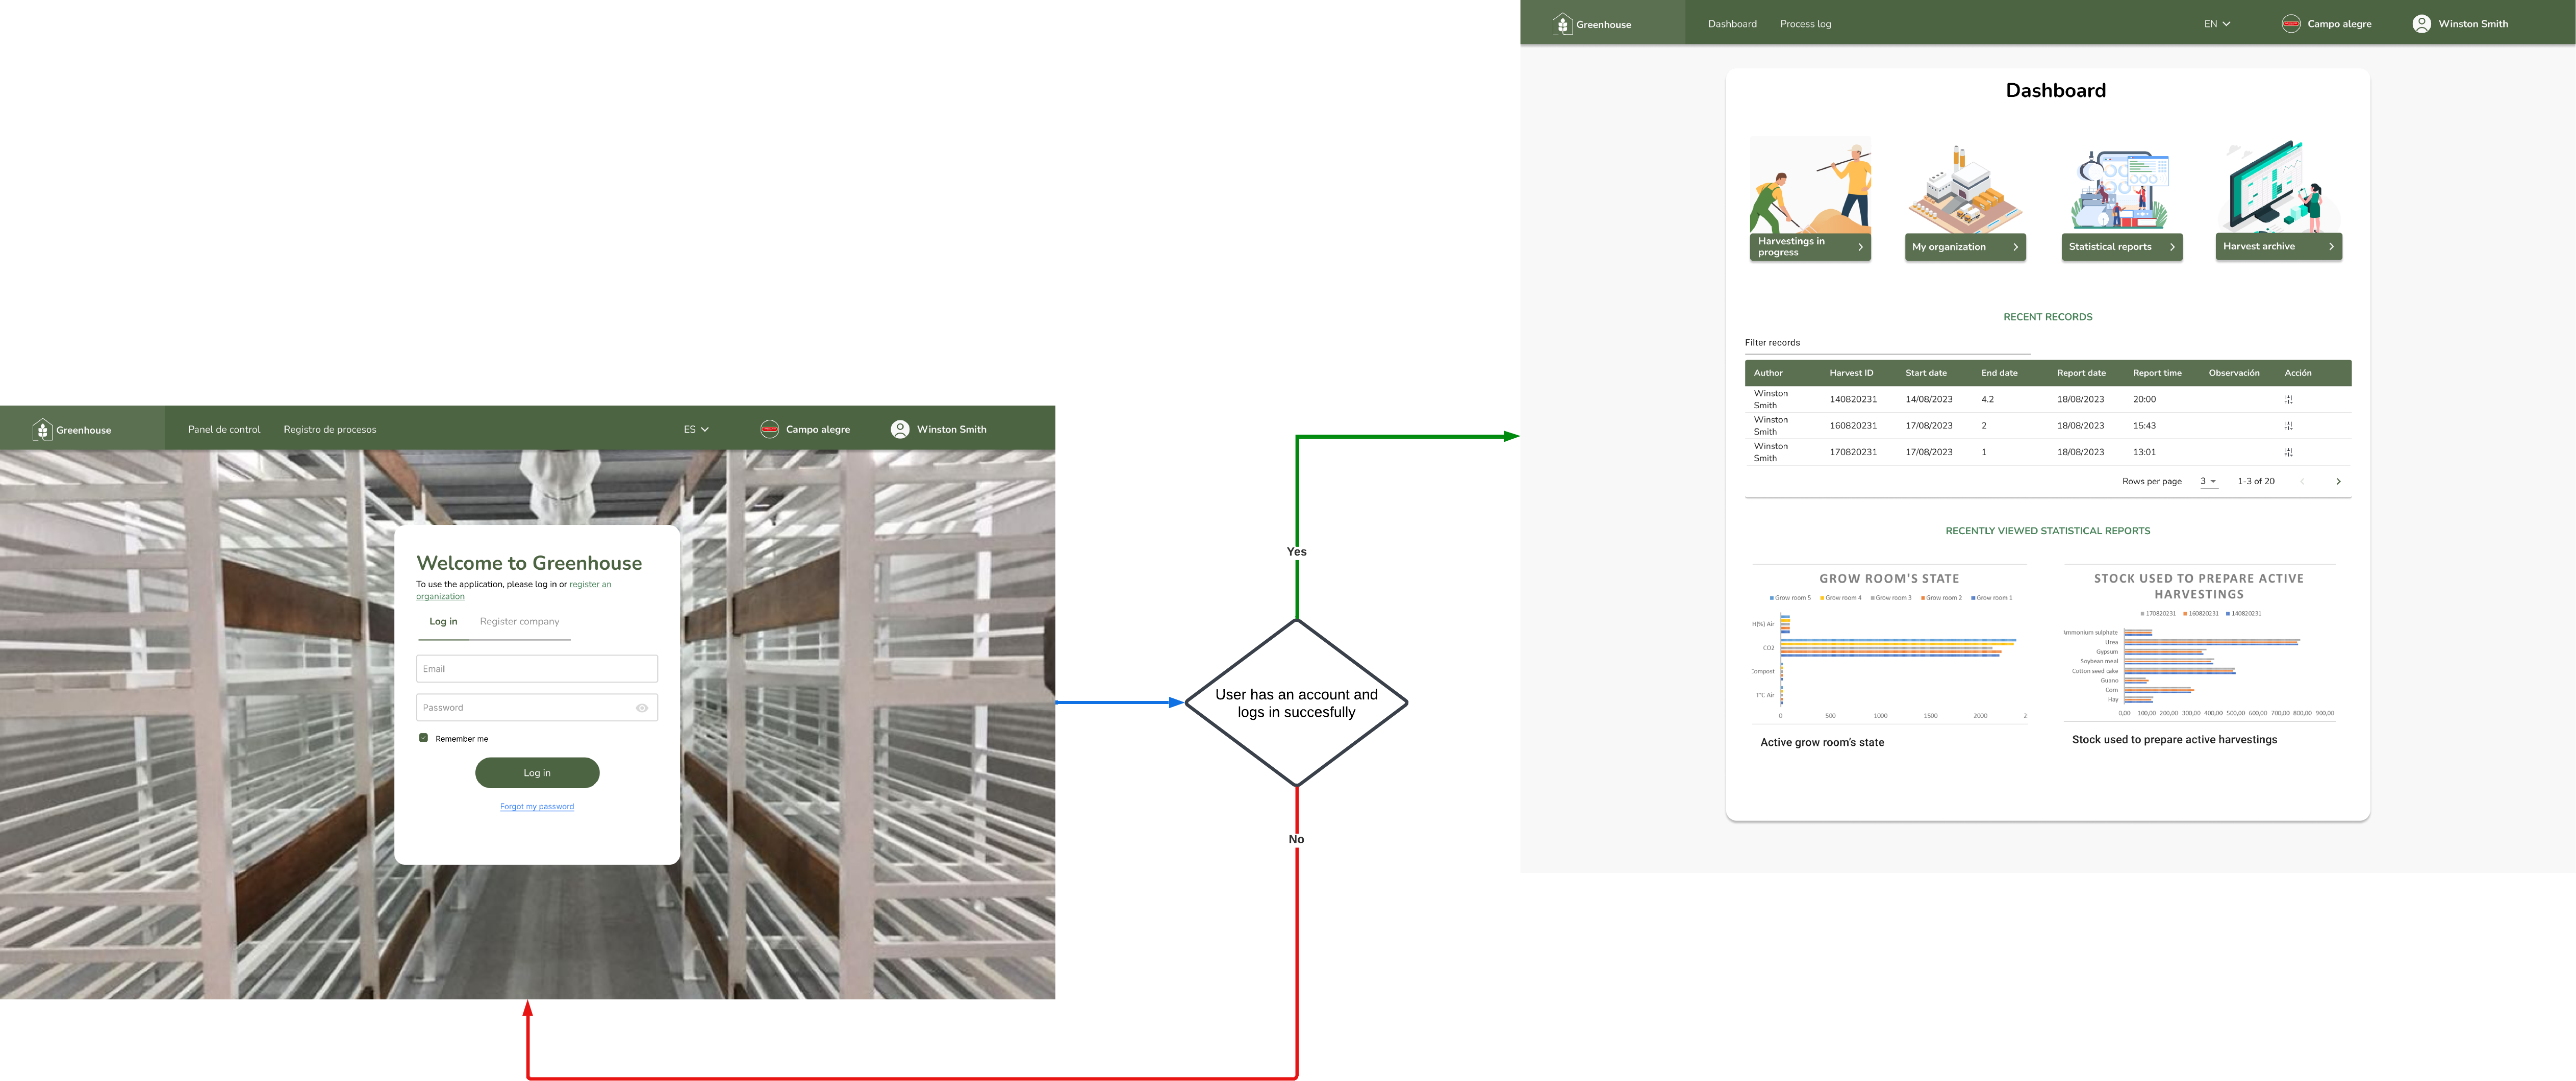 Greenhouse
Panel de control
Registro de procesos
ES
Campo alegre
Winston Smith
Welcome to Greenhouse
To use the application, please log in or register an
organization
Log in
Register company
Email
Password
Remember me
Log in
Forgot my password
User has an account and
logs in succesfully
Yes
No
Greenhouse
Dashboard
Process log
EN
Campo alegre
Winston Smith
Dashboard
Harvestings in
progress
My organization
Statistical reports
Harvest archive
RECENT RECORDS
Filter records
Author Harvest ID Start date End date Report date Report time Observación Acción
Winston
Smith
140820231 14/08/2023 4.2 18/08/2023 20:00
Winston
Smith
160820231 17/08/2023 2 18/08/2023 15:43
Winston
Smith
170820231 17/08/2023 1 18/08/2023 13:01
Rows per page 3 1-3 of 20
RECENTLY VIEWED STATISTICAL REPORTS
GROW ROOM'S STATE
Grow room 5 Grow room 4 Grow room 3 Grow room 2 Grow room 1
H(%) Air
CO2
Compost
T°C Air
0 500 1000 1500 2000 2
Active grow room's state
STOCK USED TO PREPARE ACTIVE
HARVESTINGS
170820231 160820231 140820231
Ammonium sulphate
Urea
Gypsum
Soybean meal
Cotton seed cake
Guano
Corn
Hay
0,00 100,00 200,00 300,00 400,00 500,00 600,00 700,00 800,00 900,00
Stock used to prepare active harvestings